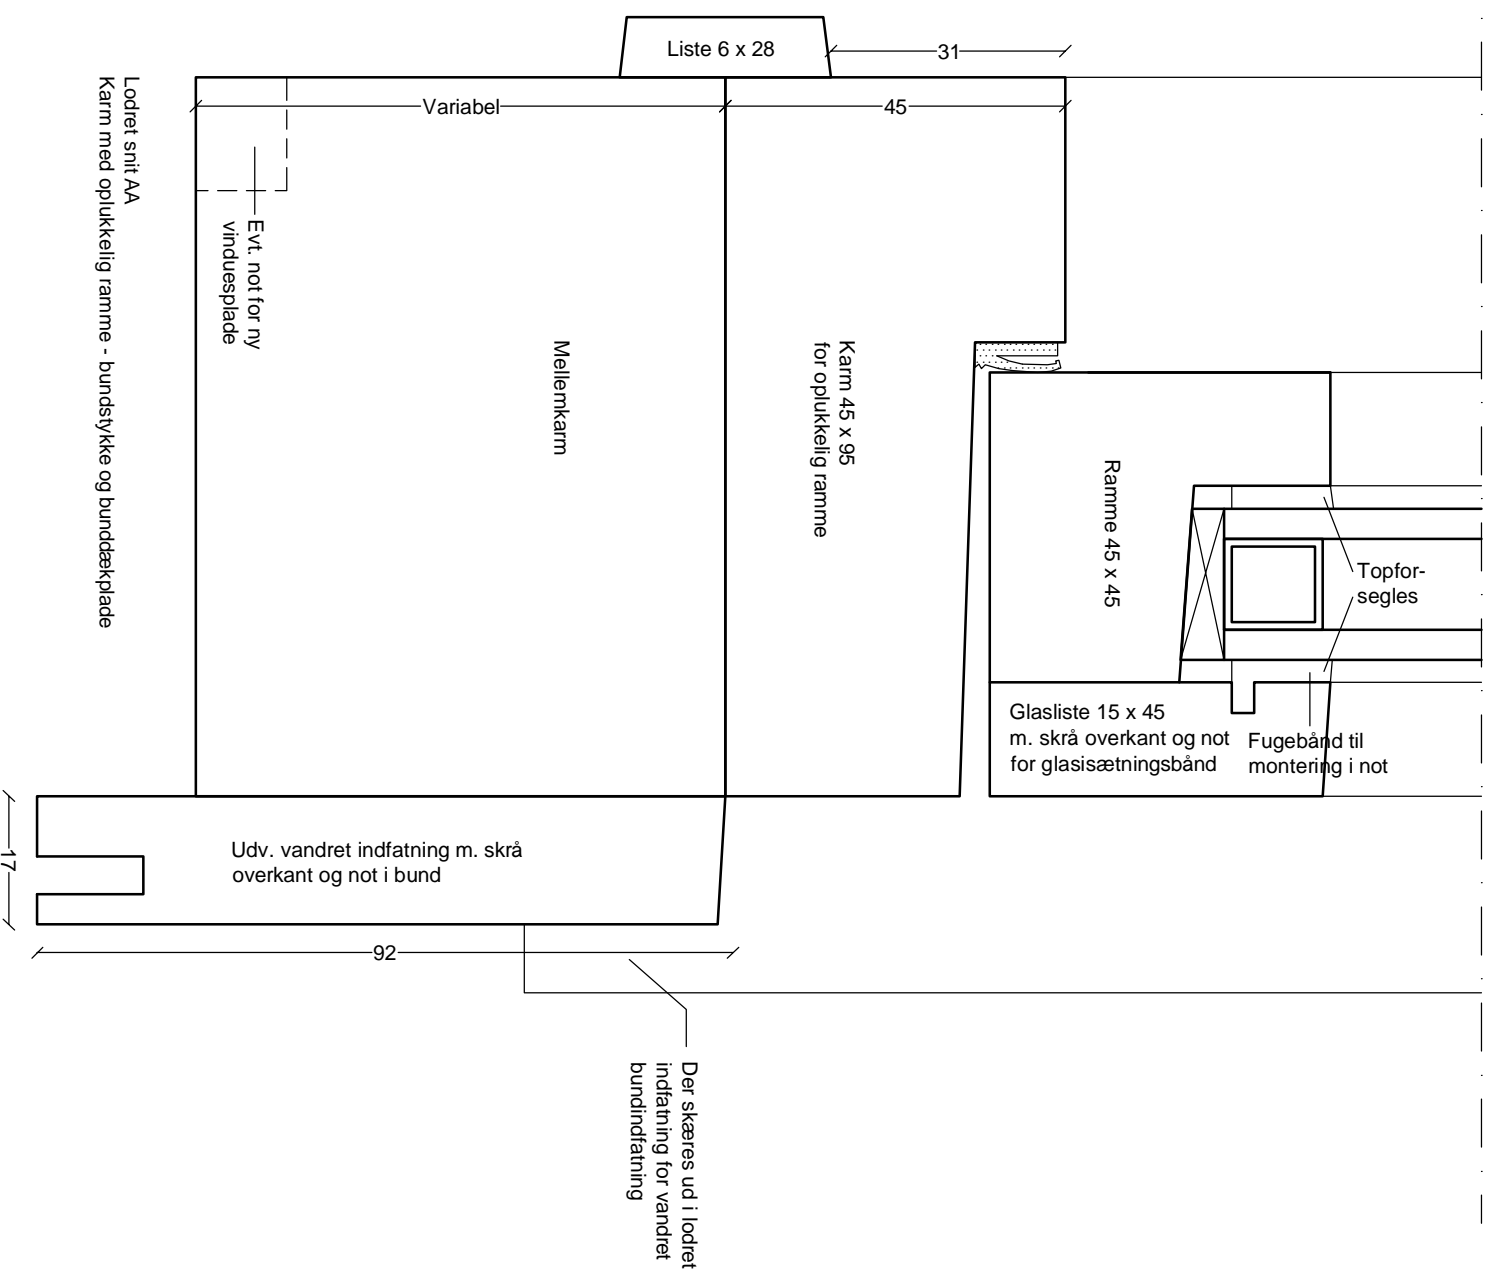 Liste 6 x 28
31
Variabel
45
Lodret snit AA
Karm med oplukkelig ramme - bundstykke og bunddækplade
Evt. not for ny
vinduesplade
Mellemkarm
Karm 45 x 95
for oplukkelig ramme
Ramme 45 x 45
Topfor-
segles
Glasliste 15 x 45
m. skrå overkant og not
for glasisætningsbånd
Fugebånd til
montering i not
Udv. vandret indfatning m. skrå
overkant og not i bund
17
92
Der skæres ud i lodret
indfatning for vandret
bundindfatning